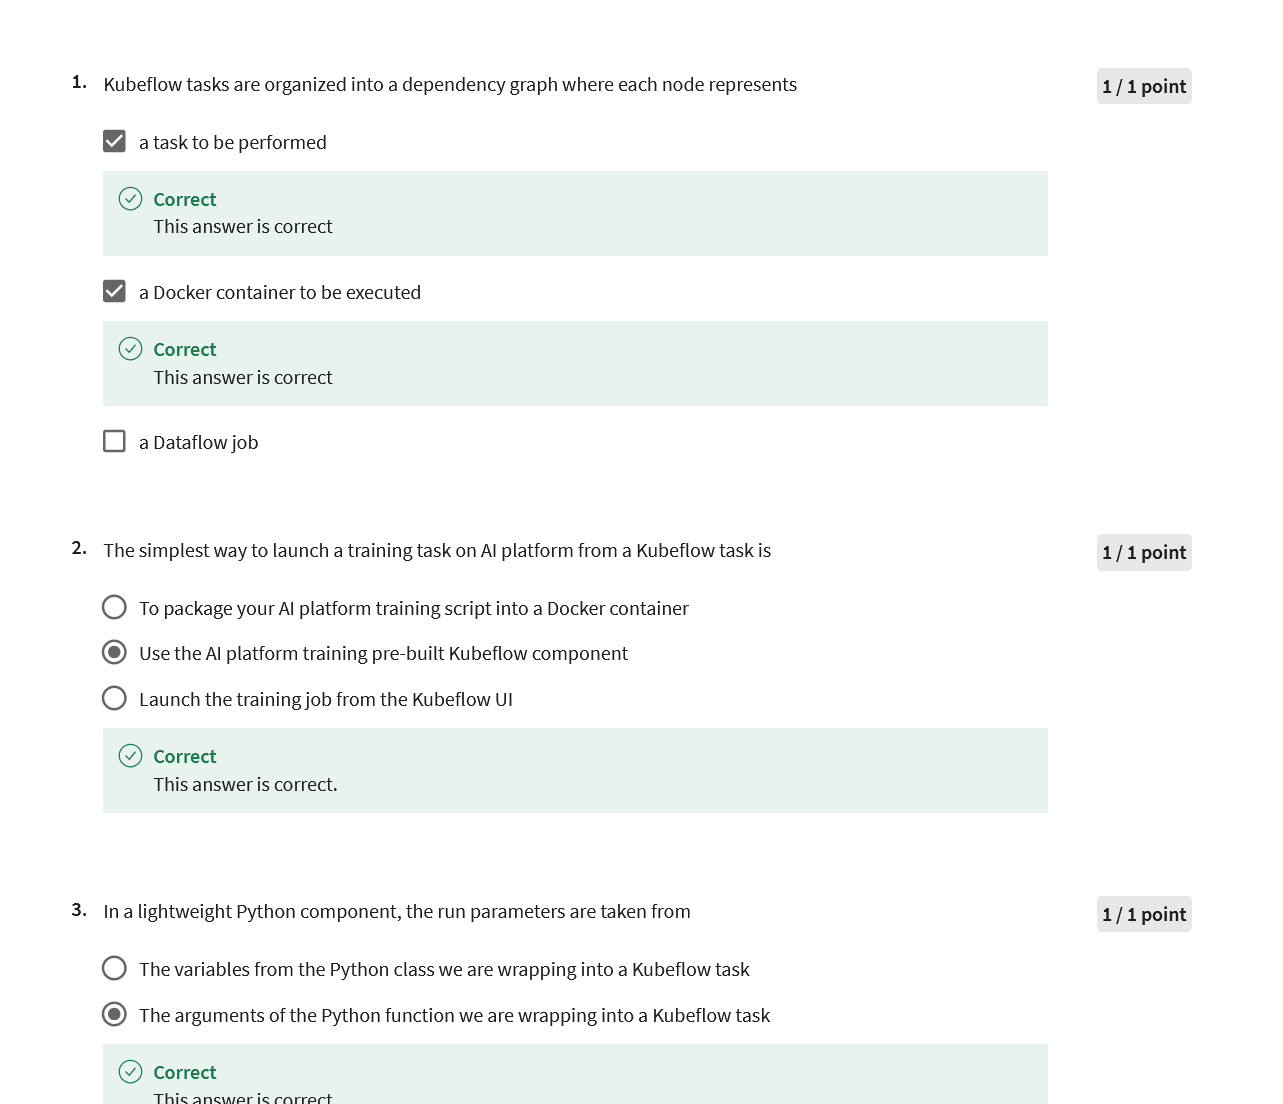 1. Kubeflow tasks are organized into a dependency graph where each node represents
1 / 1 point
a task to be performed
Correct
This answer is correct
a Docker container to be executed
Correct
This answer is correct
a Dataflow job
2. The simplest way to launch a training task on AI platform from a Kubeflow task is
1 / 1 point
To package your AI platform training script into a Docker container
Use the AI platform training pre-built Kubeflow component
Launch the training job from the Kubeflow UI
Correct
This answer is correct.
3. In a lightweight Python component, the run parameters are taken from
1 / 1 point
The variables from the Python class we are wrapping into a Kubeflow task
The arguments of the Python function we are wrapping into a Kubeflow task
Correct
This answer is correct